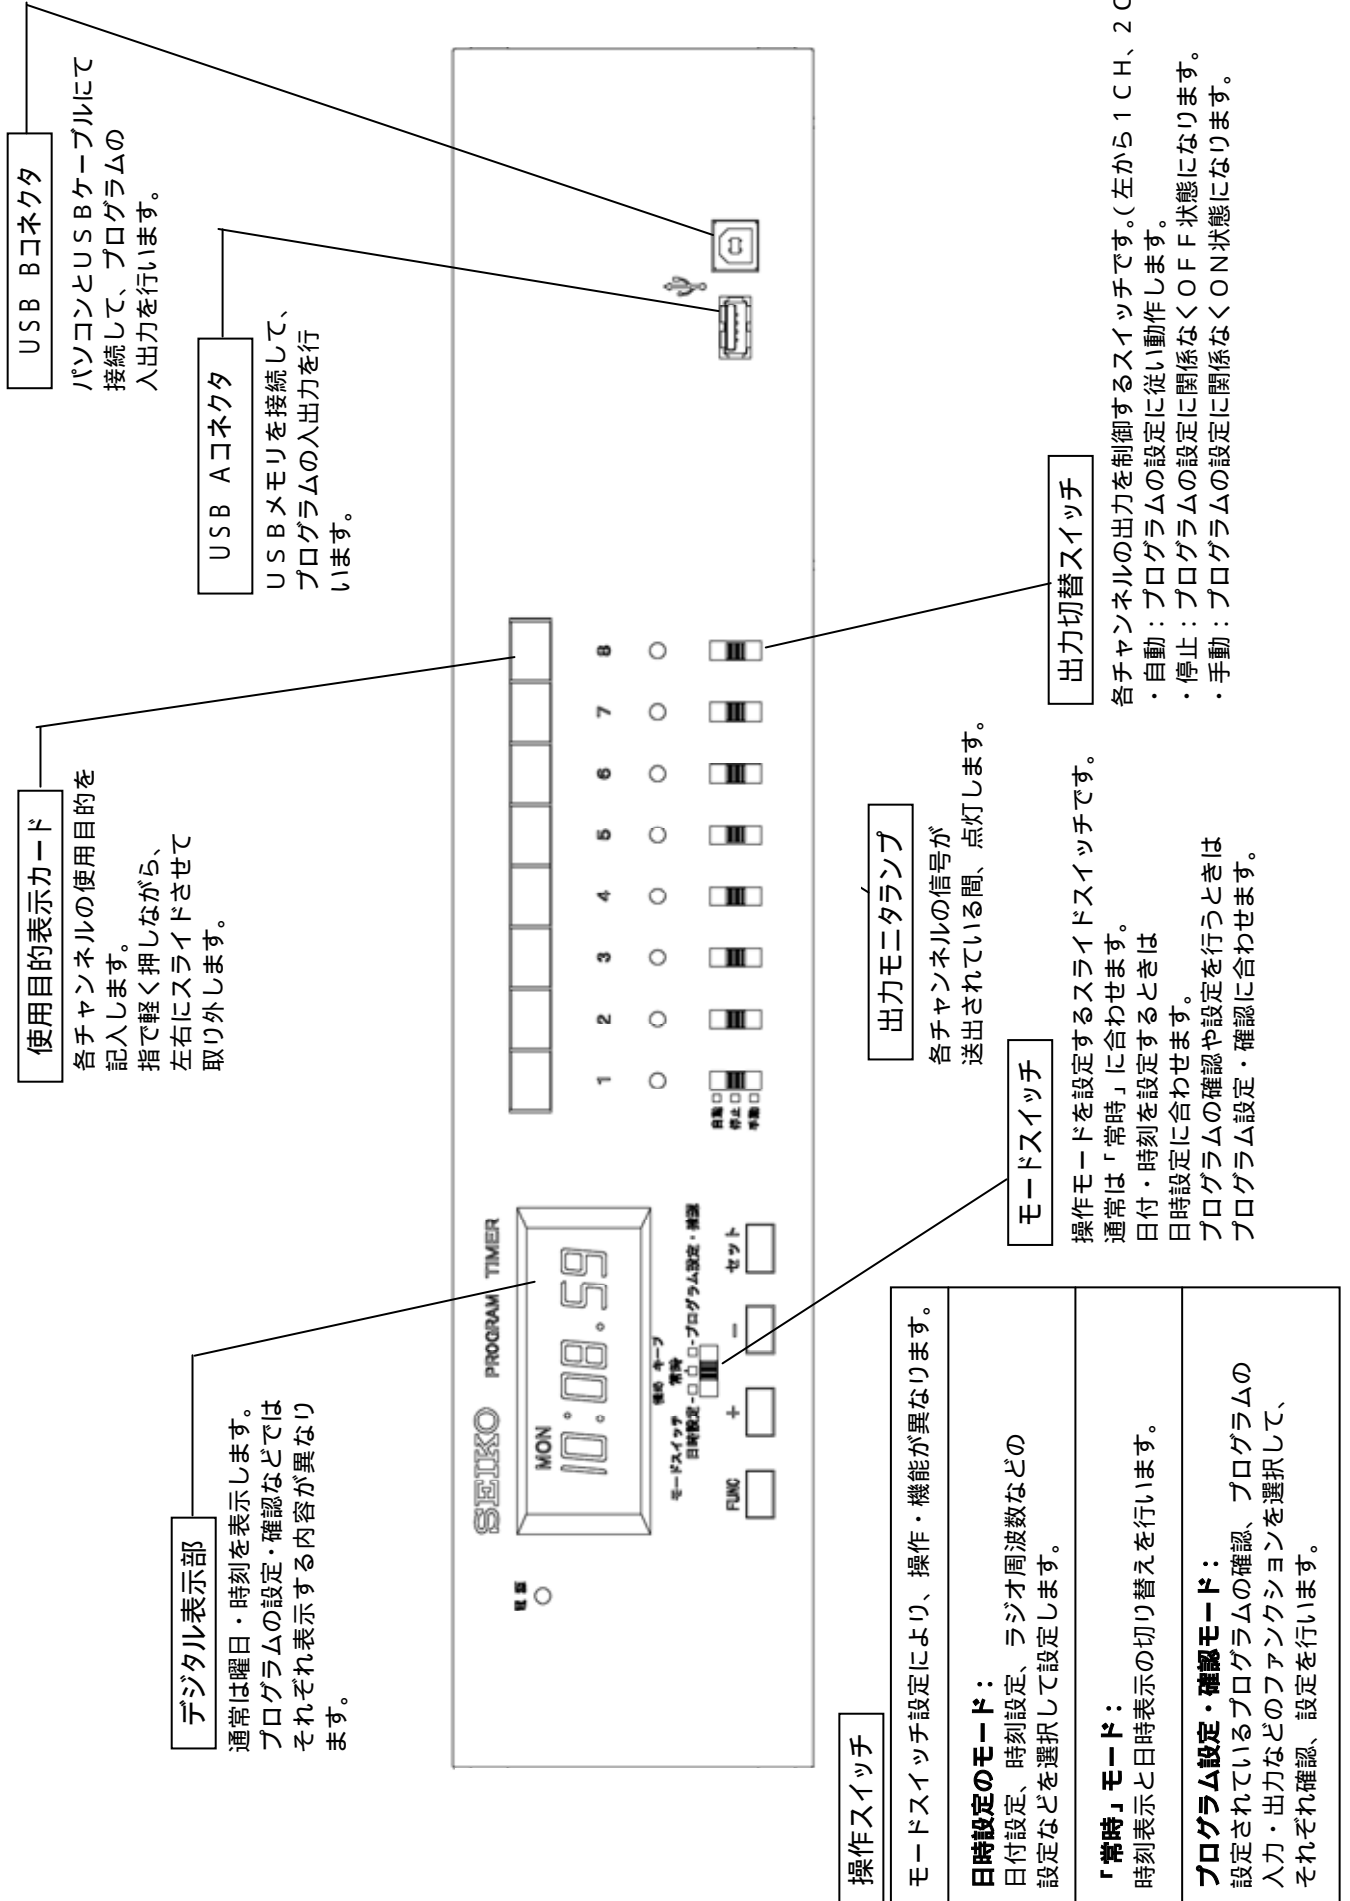 使用目的表示カード
各チャンネルの使用目的を
記入します。
指で軽く押しながら、
左右にスライドさせて
取り外します。
USB Bコネクタ
パソコンとＵＳＢケーブルにて
接続して、プログラムの
入出力を行います。
USB Aコネクタ
ＵＳＢメモリを接続して、
プログラムの入出力を行
います。
デジタル表示部
通常は曜日・時刻を表示します。
プログラムの設定・確認などでは
それぞれ表示する内容が異なり
ます。
SEIKO PROGRAM TIMER
MON
10:08.59
モードスイッチ
常時
日時設定
プログラム設定・確認
FUNC
+
-
セット
1 2 3 4 5 6 7 8
自動
停止
手動
操作スイッチ
モードスイッチ設定により、操作・機能が異なります。
日時設定のモード：
日付設定、時刻設定、ラジオ周波数などの
設定などを選択して設定します。
「常時」モード：
時刻表示と日時表示の切り替えを行います。
プログラム設定・確認モード：
設定されているプログラムの確認、プログラムの
入力・出力などのファンクションを選択して、
それぞれ確認、設定を行います。
モードスイッチ
操作モードを設定するスライドスイッチです。
通常は「常時」に合わせます。
日付・時刻を設定するときは
日時設定に合わせます。
プログラムの確認や設定を行うときは
プログラム設定・確認に合わせます。
出力モニタランプ
各チャンネルの信号が
送出されている間、点灯します。
出力切替スイッチ
各チャンネルの出力を制御するスイッチです。（左から１ＣＨ、２Ｃ
・自動：プログラムの設定に従い動作します。
・停止：プログラムの設定に関係なくＯＦＦ状態になります。
・手動：プログラムの設定に関係なくＯＮ状態になります。